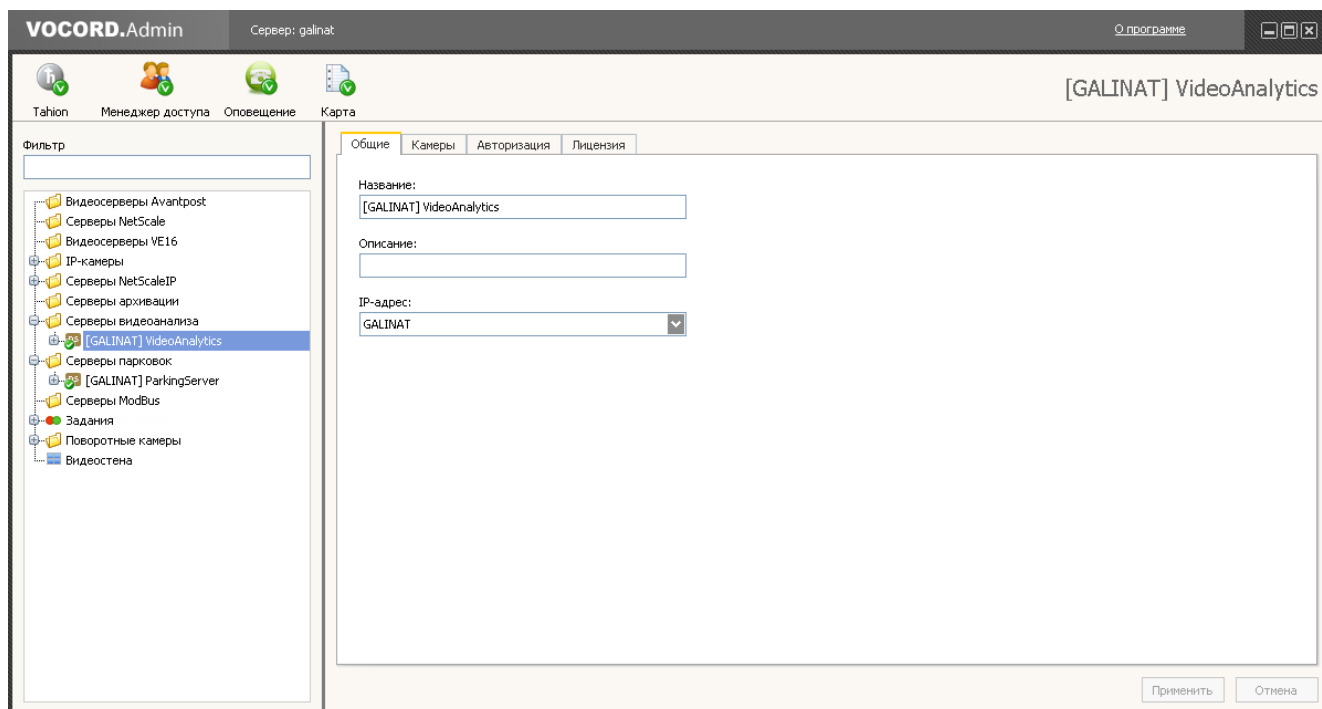 VOCORD.Admin
Сервер: galinat
О программе
Tahion
Менеджер доступа
Оповещение
Карта
[GALINAT] VideoAnalytics
Фильтр
Видеосерверы Avantpost
Серверы NetScale
Видеосерверы VE16
IP-камеры
Серверы NetScaleIP
Серверы архивации
Серверы видеоанализа
[GALINAT] VideoAnalytics
Серверы парковок
[GALINAT] ParkingServer
Серверы ModBus
Задания
Поворотные камеры
Видеостена
Общие
Камеры
Авторизация
Лицензия
Название:
[GALINAT] VideoAnalytics
Описание:
IP-адрес:
GALINAT
Применить
Отмена